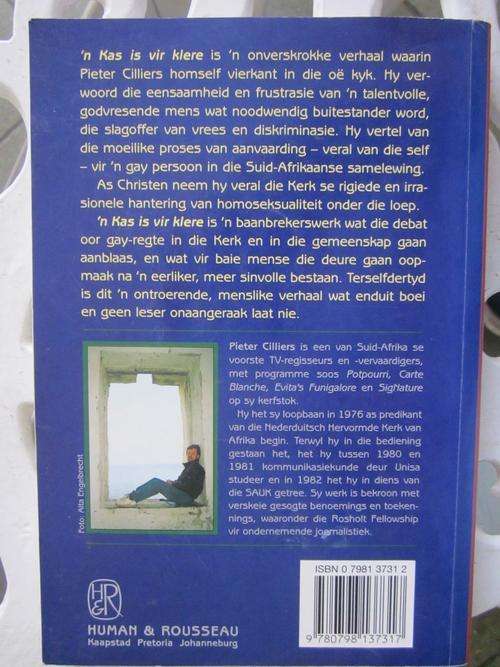 'n Kas is vir klere is 'n onverskrokke verhaal waarin
Pieter Cilliers homself vierkant in die oë kyk. Hy ver-
woord die eensaamheid en frustrasie van 'n talentvolle,
godvresende mens wat noodwendig buitestander word,
die slagoffer van vrees en diskriminasie. Hy vertel van
die moeilike proses van aanvaarding – veral van die self
– vir 'n gay persoon in die Suid-Afrikaanse samelewing.
As Christen neem hy veral die Kerk se rigiede en irra-
sionele hantering van homoseksualiteit onder die loep.
'n Kas is vir klere is 'n baanbrekerswerk wat die debat
oor gay-regte in die Kerk en in die gemeenskap gaan
aanblaas, en wat vir baie mense die deure gaan oop-
maak na 'n eerliker, meer sinvolle bestaan. Terselfdertyd
is dit 'n ontroerende, menslike verhaal wat enduit boei
en geen leser onaangeraak laat nie.
Pieter Cilliers is een van Suid-Afrika se
voorste TV-regisseurs en -vervaardigers,
met programme soos Potpourri, Carte
Blanche, Evita's Funigalore en SigNature
op sy kerfstok.
Hy het sy loopbaan in 1976 as predikant
van die Nederduitsch Hervormde Kerk van
Afrika begin. Terwyl hy in die bediening
gestaan het, het hy tussen 1980 en
1981 kommunikasiekunde deur Unisa
studeer en in 1982 het hy in diens van
die SAUK getree. Sy werk is bekroon met
verskeie gesogte benoemings en toeken-
nings, waaronder die Rosholt Fellowship
vir ondernemende joernalistiek.
Foto: Alta Engelbrecht
ISBN 0 7981 3731 2
9 780798 137317
H&R
HUMAN & ROUSSEAU
Kaapstad Pretoria Johannesburg